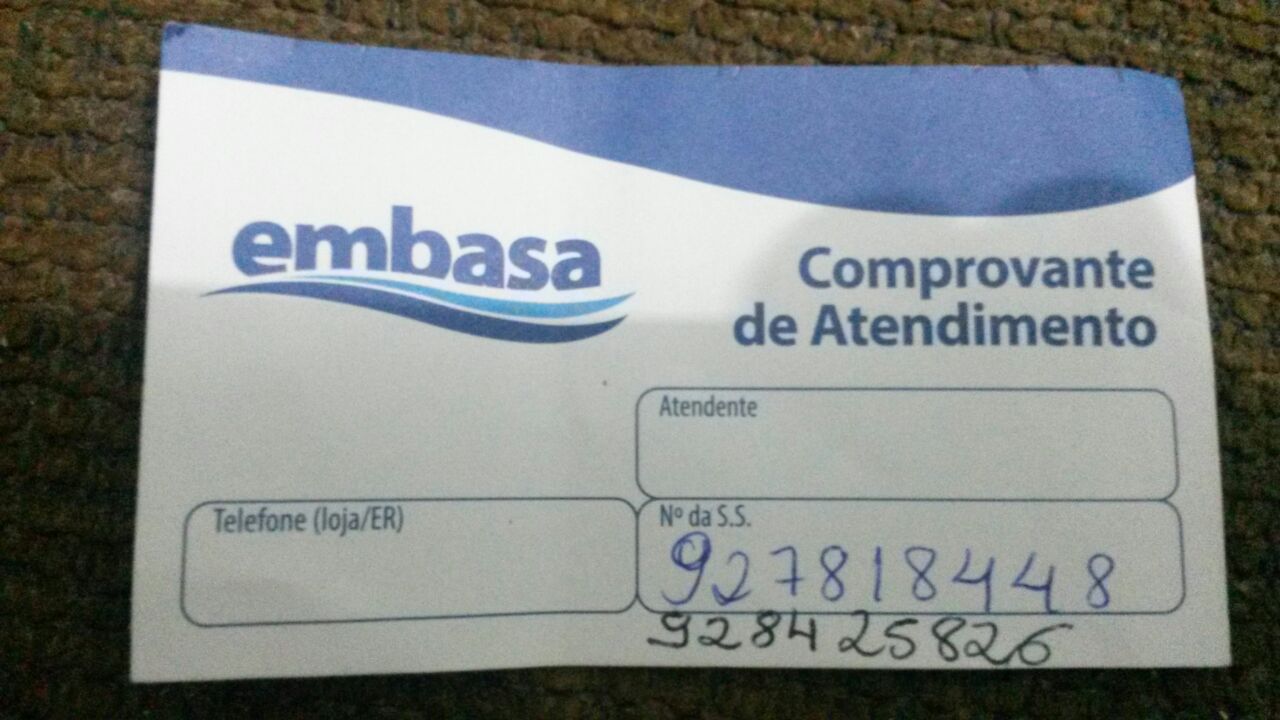 embasa
Comprovante
de Atendimento
Atendente
Telefone (loja/ER)
Nº da S.S.
927818448
928425826